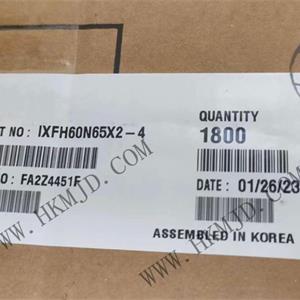 T NO : IXFH60N65X2-4
QUANTITY
1800
O : FA2Z4451F
DATE : 01/26/23
ASSEMBLED IN KOREA
WWW.HKMJD.COM
WWW.HKMJD.COM